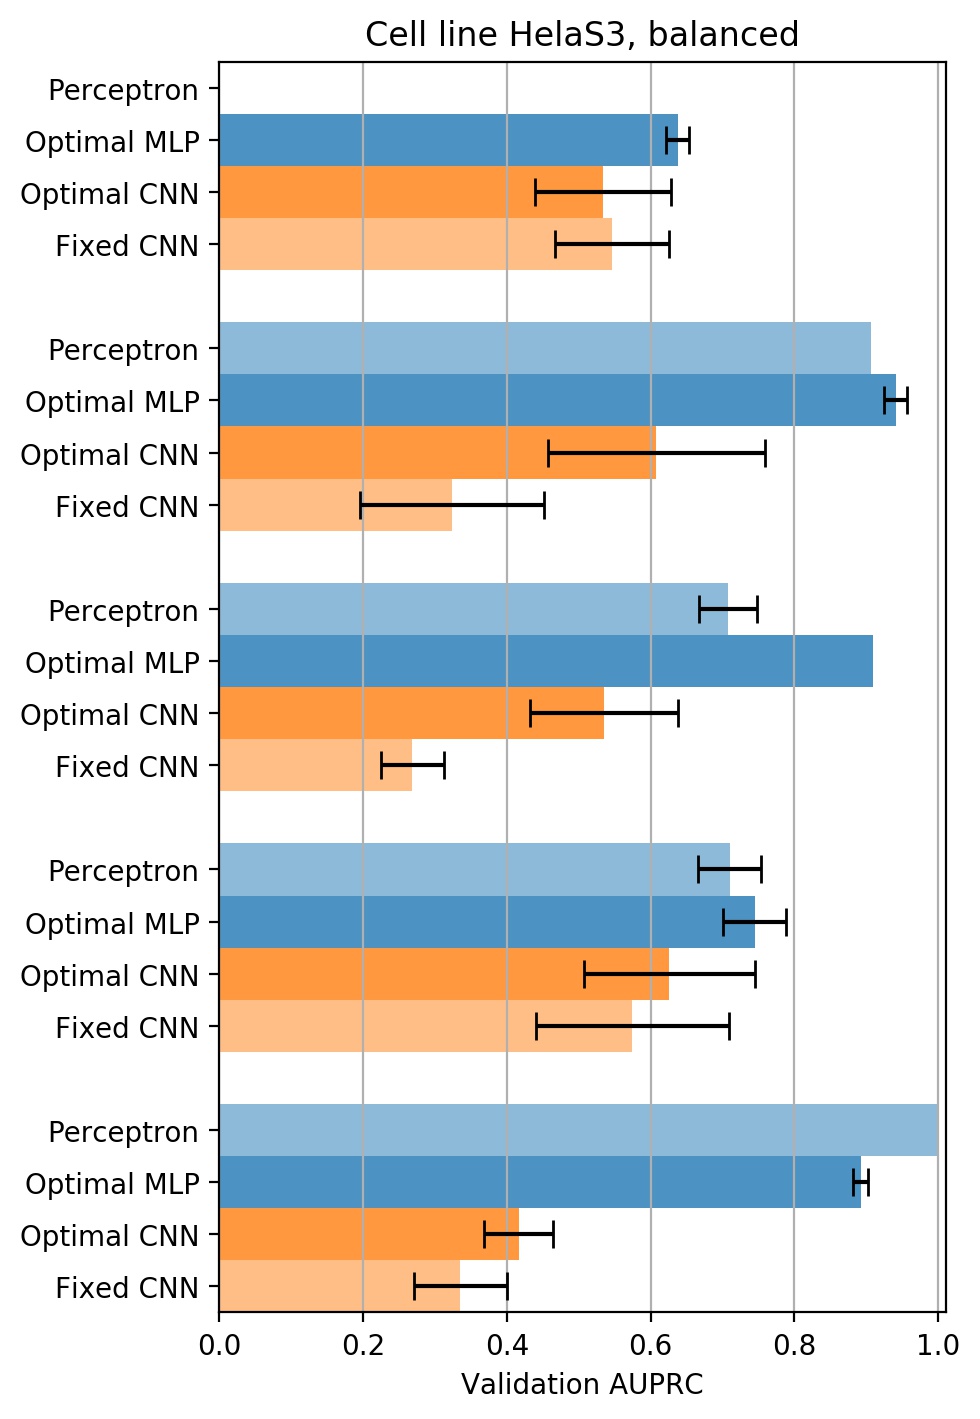 Cell line HelaS3, balanced
Perceptron
Optimal MLP
Optimal CNN
Fixed CNN
Perceptron
Optimal MLP
Optimal CNN
Fixed CNN
Perceptron
Optimal MLP
Optimal CNN
Fixed CNN
Perceptron
Optimal MLP
Optimal CNN
Fixed CNN
Perceptron
Optimal MLP
Optimal CNN
Fixed CNN
0.0 0.2 0.4 0.6 0.8 1.0
Validation AUPRC